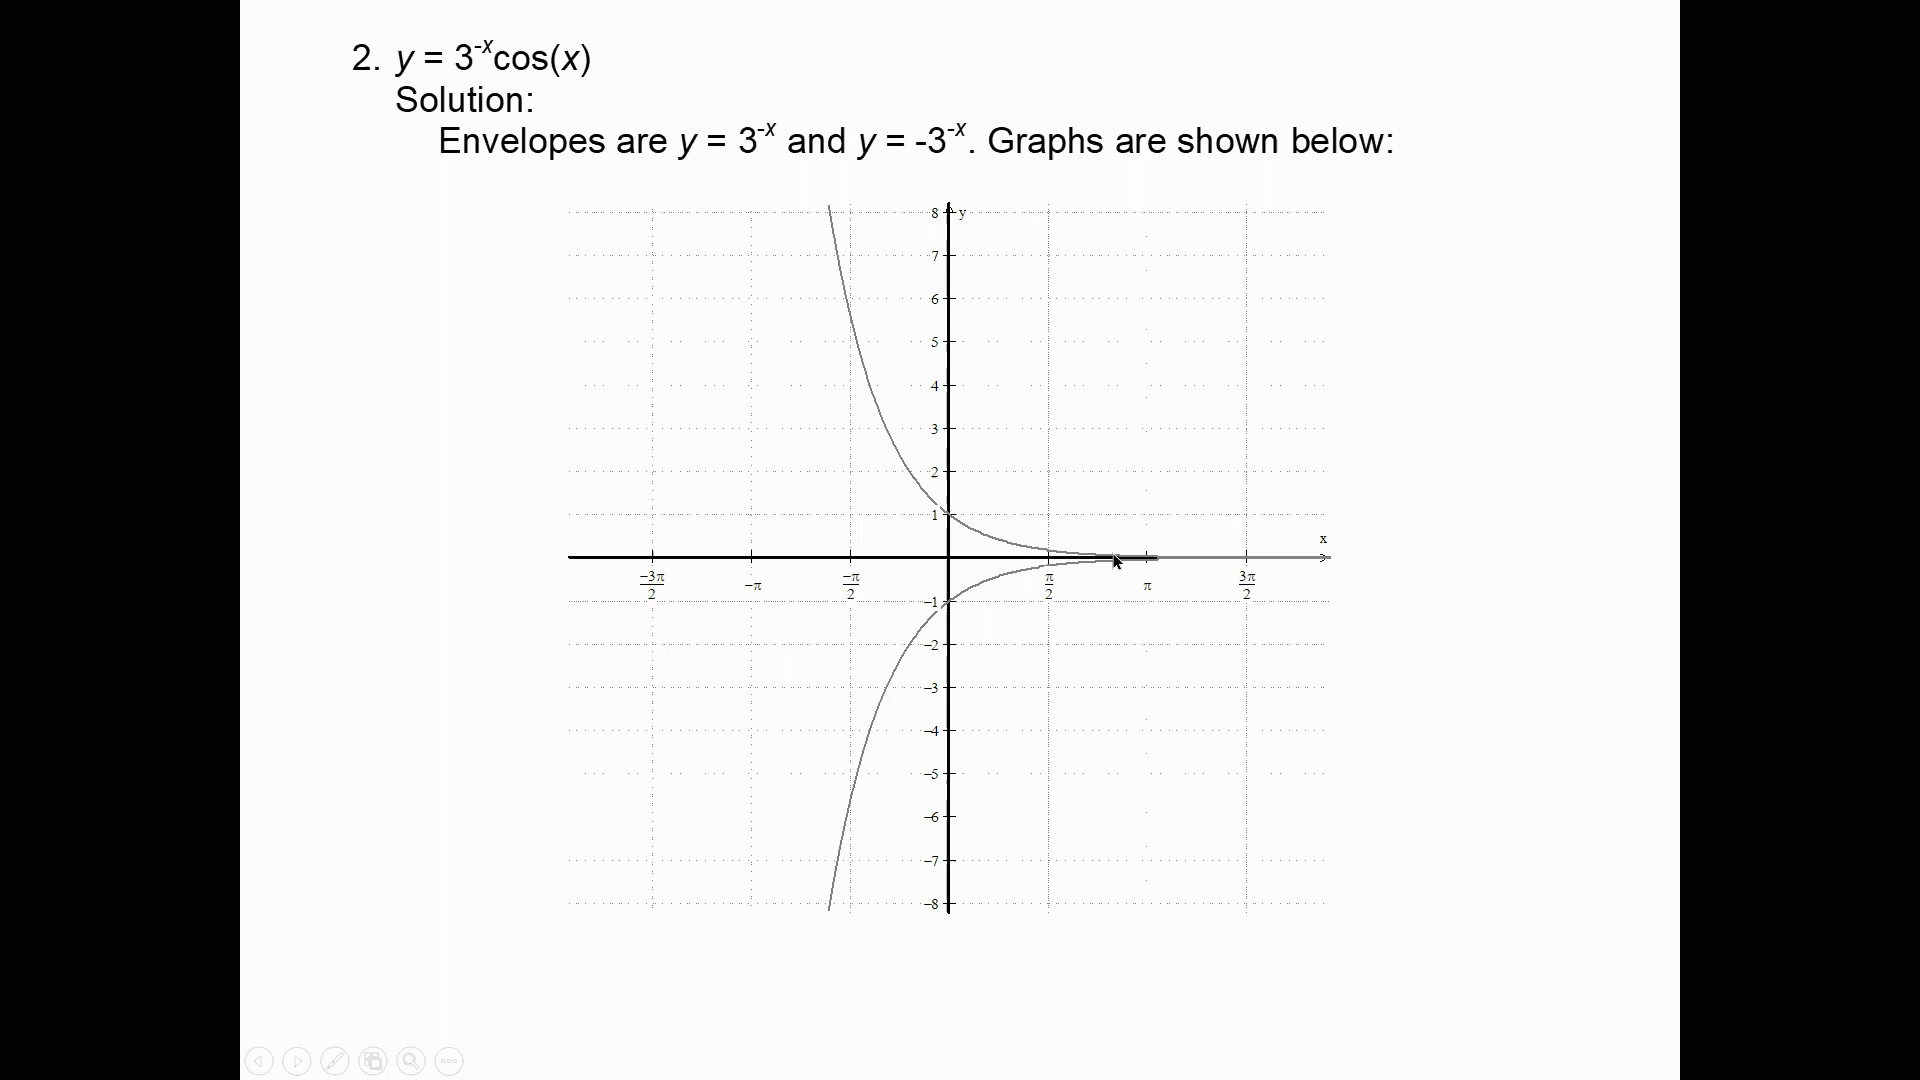 2. y = 3^-x cos(x)
Solution:
Envelopes are y = 3^-x and y = -3^-x. Graphs are shown below:
8 y
7
6
5
4
3
2
1
x
−3π/2 −π −π/2 π/2 π 3π/2
−1
−2
−3
−4
−5
−6
−7
−8